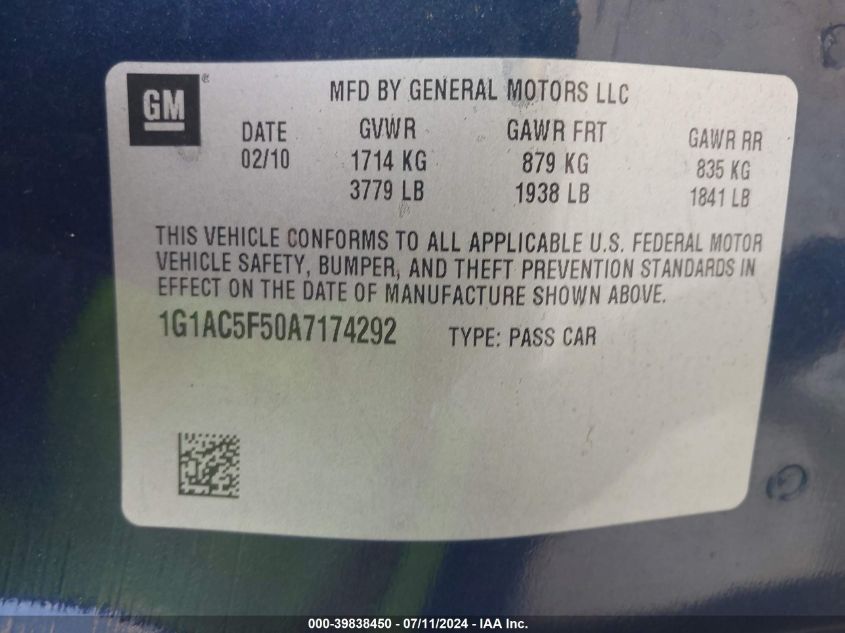 GM®
MFD BY GENERAL MOTORS LLC
DATE GVWR GAWR FRT GAWR RR
02/10 1714 KG 879 KG 835 KG
3779 LB 1938 LB 1841 LB
THIS VEHICLE CONFORMS TO ALL APPLICABLE U.S. FEDERAL MOTOR
VEHICLE SAFETY, BUMPER, AND THEFT PREVENTION STANDARDS IN
EFFECT ON THE DATE OF MANUFACTURE SHOWN ABOVE.
1G1AC5F50A7174292 TYPE: PASS CAR
000-39838450 - 07/11/2024 - IAA Inc.